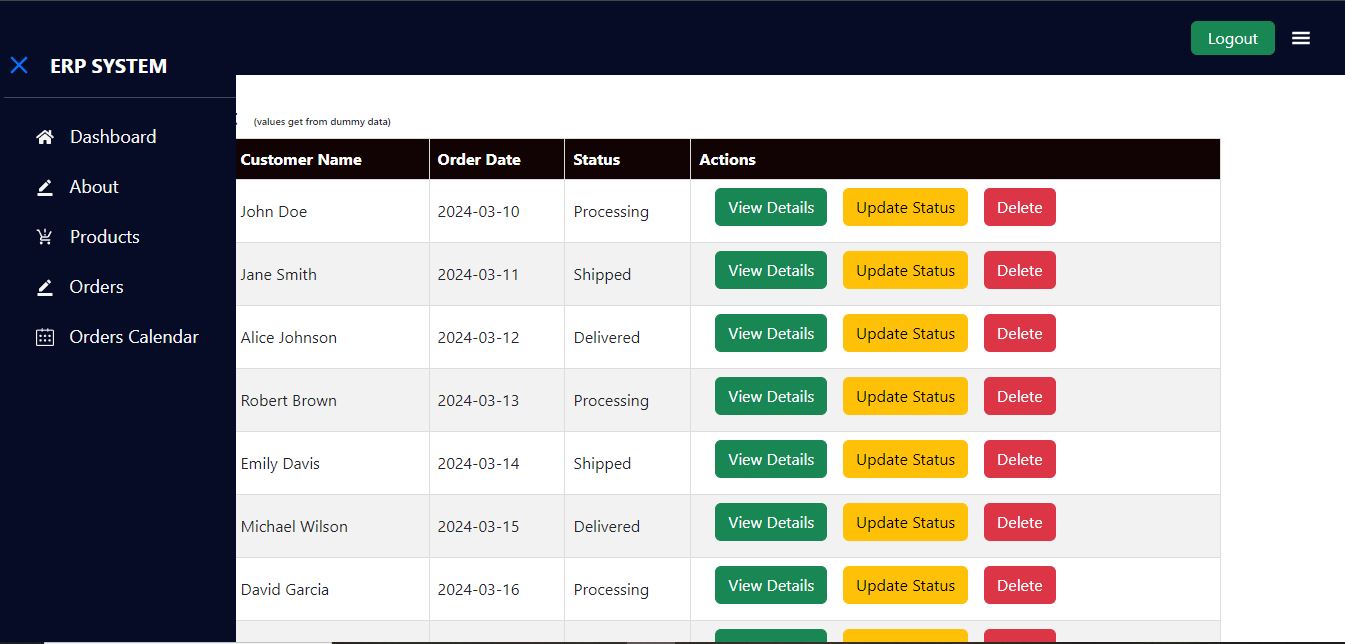 Logout
ERP SYSTEM
Dashboard
About
Products
Orders
Orders Calendar
(values get from dummy data)
Customer Name Order Date Status Actions
John Doe 2024-03-10 Processing View Details Update Status Delete
Jane Smith 2024-03-11 Shipped View Details Update Status Delete
Alice Johnson 2024-03-12 Delivered View Details Update Status Delete
Robert Brown 2024-03-13 Processing View Details Update Status Delete
Emily Davis 2024-03-14 Shipped View Details Update Status Delete
Michael Wilson 2024-03-15 Delivered View Details Update Status Delete
David Garcia 2024-03-16 Processing View Details Update Status Delete